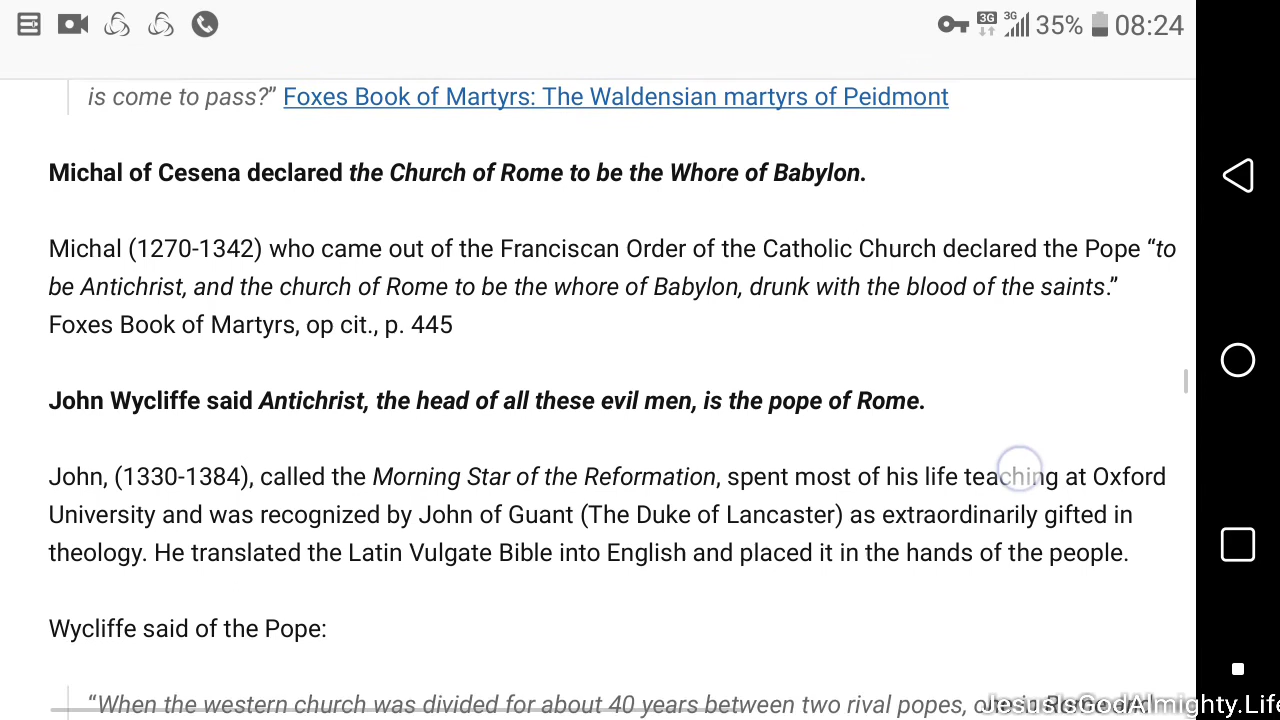 3G 3G 35% 08:24
is come to pass?” Foxes Book of Martyrs: The Waldensian martyrs of Peidmont
Michal of Cesena declared the Church of Rome to be the Whore of Babylon.
Michal (1270-1342) who came out of the Franciscan Order of the Catholic Church declared the Pope “to
be Antichrist, and the church of Rome to be the whore of Babylon, drunk with the blood of the saints.”
Foxes Book of Martyrs, op cit., p. 445
John Wycliffe said Antichrist, the head of all these evil men, is the pope of Rome.
John, (1330-1384), called the Morning Star of the Reformation, spent most of his life teaching at Oxford
University and was recognized by John of Guant (The Duke of Lancaster) as extraordinarily gifted in
theology. He translated the Latin Vulgate Bible into English and placed it in the hands of the people.
Wycliffe said of the Pope:
“When the western church was divided for about 40 years between two rival popes,
JesusIsGodAlmighty.Life